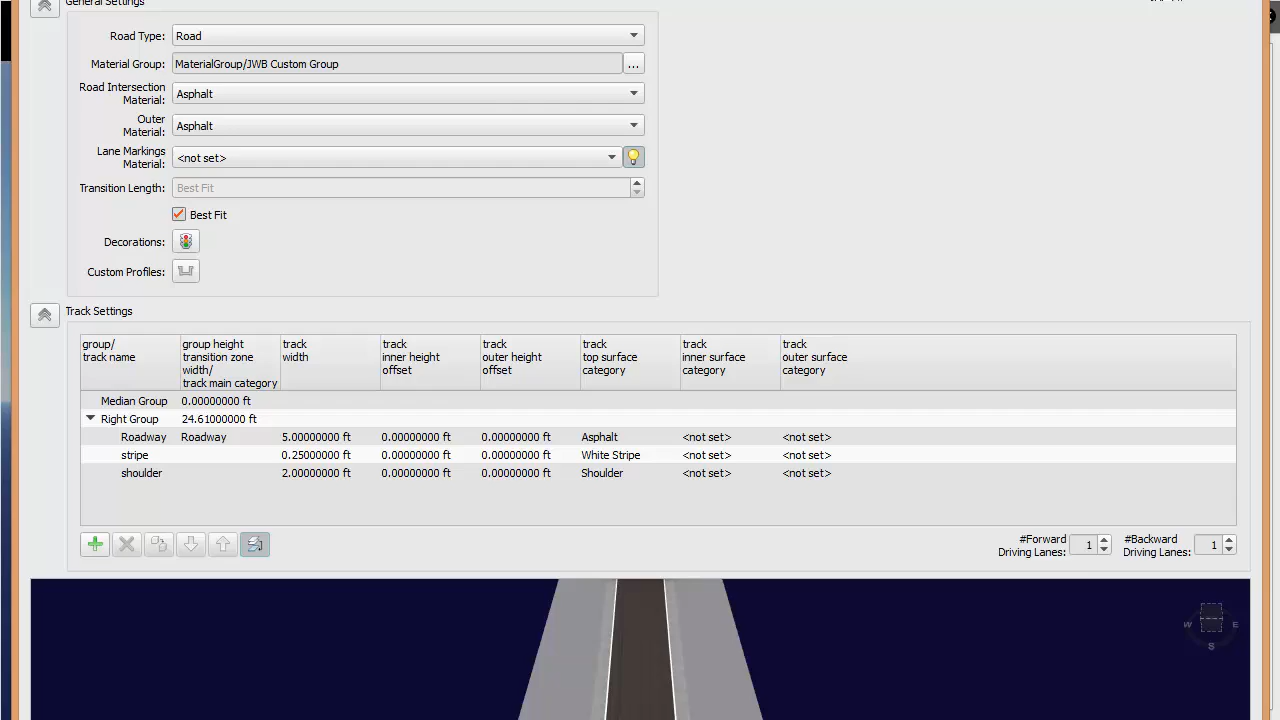 General Settings
Road Type: Road
Material Group: MaterialGroup/JWB Custom Group ...
Road Intersection
Material: Asphalt
Outer
Material: Asphalt
Lane Markings
Material: <not set>
Transition Length: Best Fit
Best Fit
Decorations:
Custom Profiles:
Track Settings
group/ group height track track track track track track
track name transition zone width inner height outer height top surface inner surface outer surface
width/ offset offset category category category
track main category
Median Group 0.00000000 ft
Right Group 24.61000000 ft
Roadway Roadway 5.00000000 ft 0.00000000 ft 0.00000000 ft Asphalt <not set> <not set>
stripe 0.25000000 ft 0.00000000 ft 0.00000000 ft White Stripe <not set> <not set>
shoulder 2.00000000 ft 0.00000000 ft 0.00000000 ft Shoulder <not set> <not set>
#Forward #Backward
Driving Lanes: 1 Driving Lanes: 1
W E
S